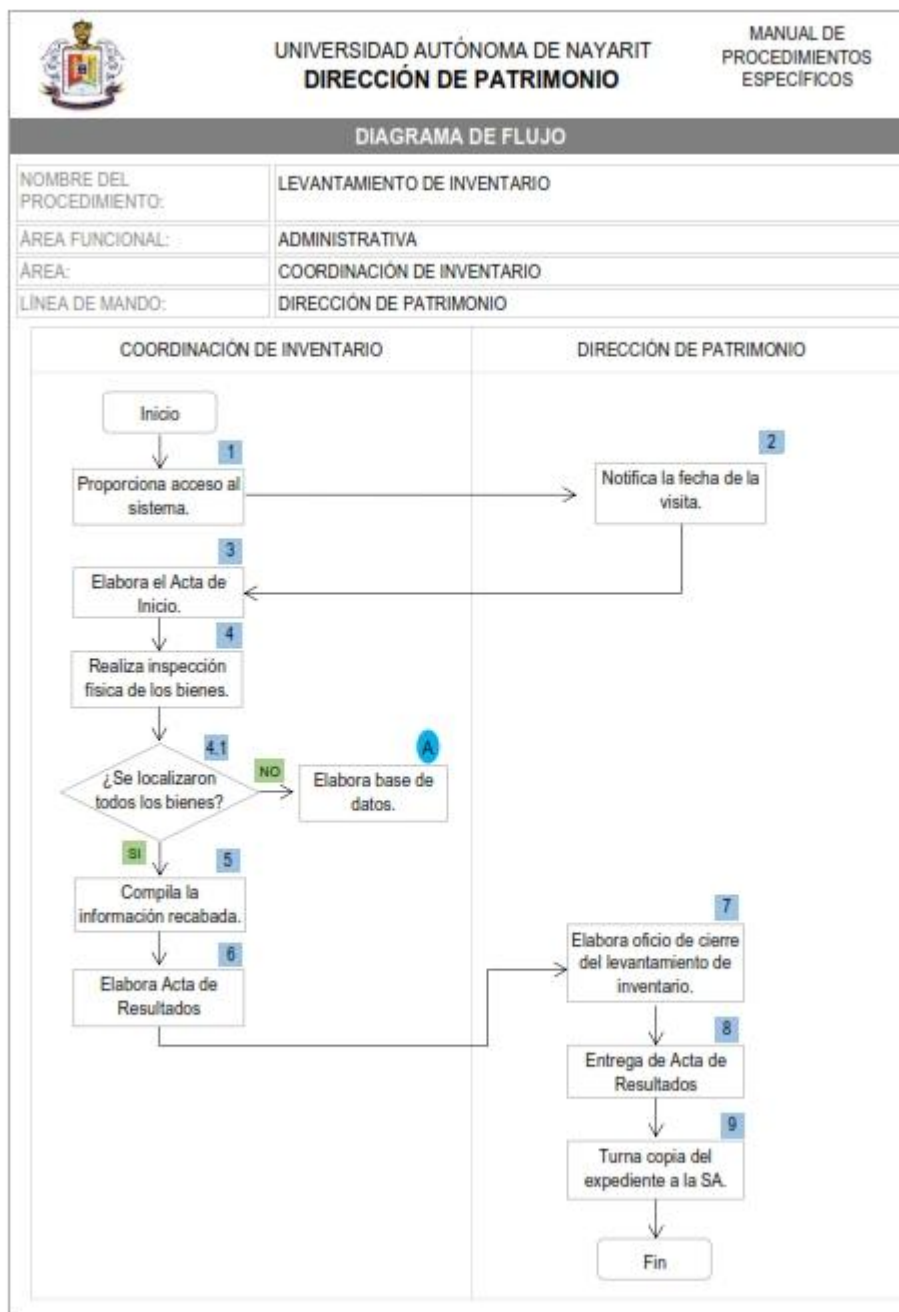 UNIVERSIDAD AUTÓNOMA DE NAYARIT
DIRECCIÓN DE PATRIMONIO
MANUAL DE
PROCEDIMIENTOS
ESPECÍFICOS
DIAGRAMA DE FLUJO
NOMBRE DEL
PROCEDIMIENTO:
LEVANTAMIENTO DE INVENTARIO
ÁREA FUNCIONAL:
ADMINISTRATIVA
ÁREA:
COORDINACIÓN DE INVENTARIO
LÍNEA DE MANDO:
DIRECCIÓN DE PATRIMONIO
COORDINACIÓN DE INVENTARIO
DIRECCIÓN DE PATRIMONIO
Inicio
1
Proporciona acceso al
sistema.
2
Notifica la fecha de la
visita.
3
Elabora el Acta de
Inicio.
4
Realiza inspección
física de los bienes.
4.1
¿Se localizaron
todos los bienes?
NO
A
Elabora base de
datos.
SI
5
Compila la
información recabada.
6
Elabora Acta de
Resultados
7
Elabora oficio de cierre
del levantamiento de
inventario.
8
Entrega de Acta de
Resultados
9
Turna copia del
expediente a la SA.
Fin